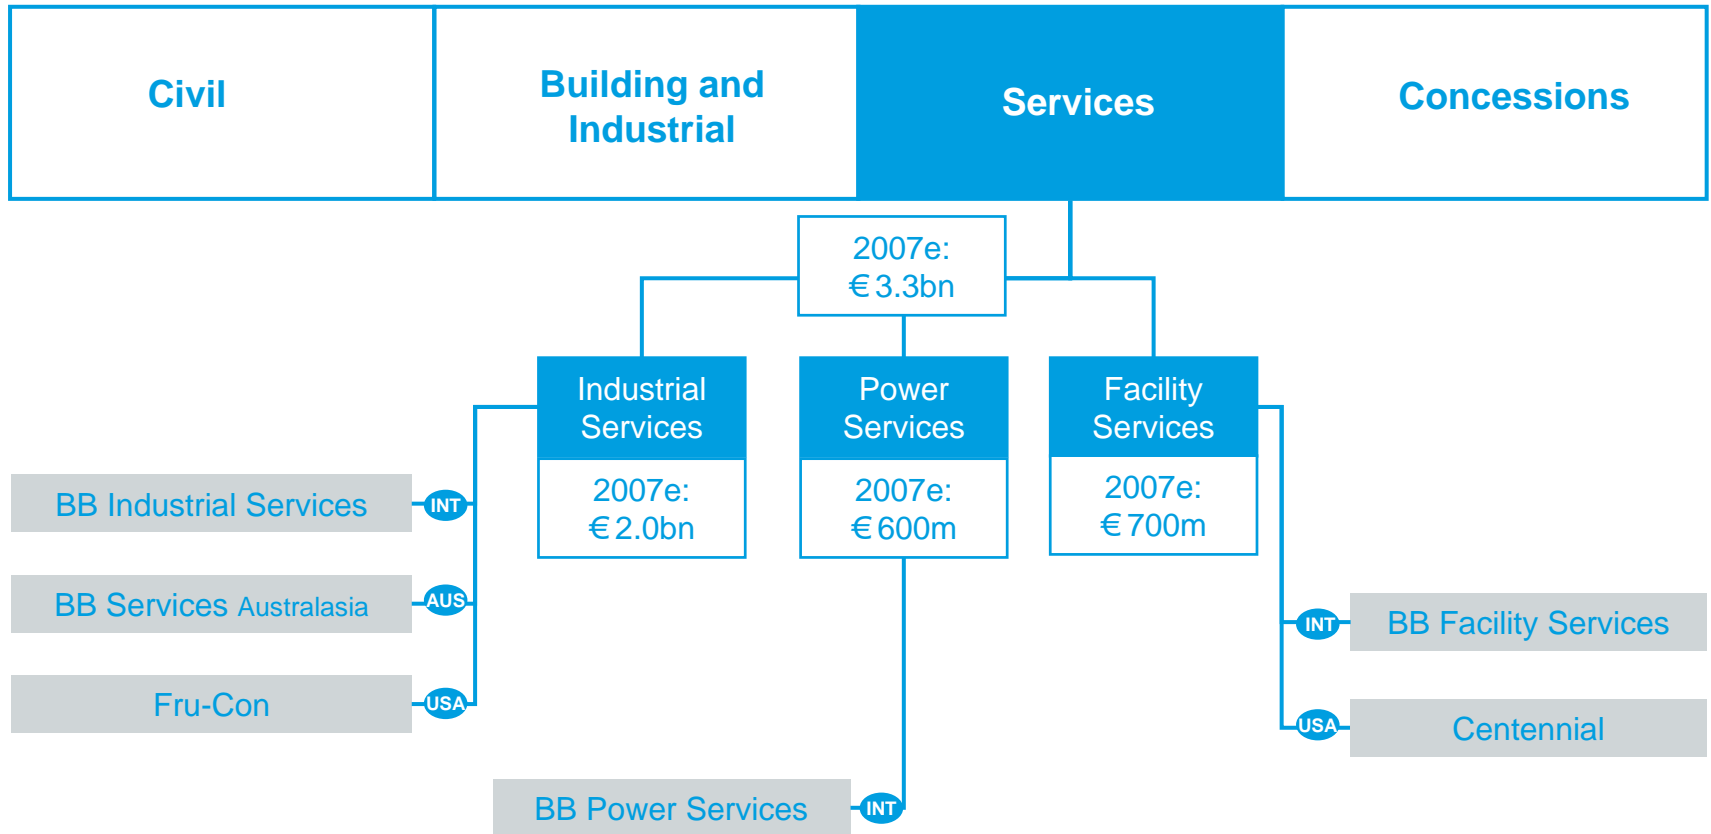 Civil
Building and
Industrial
Services
Concessions
2007e:
€ 3.3bn
Industrial
Services
2007e:
€ 2.0bn
Power
Services
2007e:
€ 600m
Facility
Services
2007e:
€ 700m
BB Industrial Services
INT
BB Services Australasia
AUS
Fru-Con
USA
INT
BB Facility Services
USA
Centennial
BB Power Services
INT